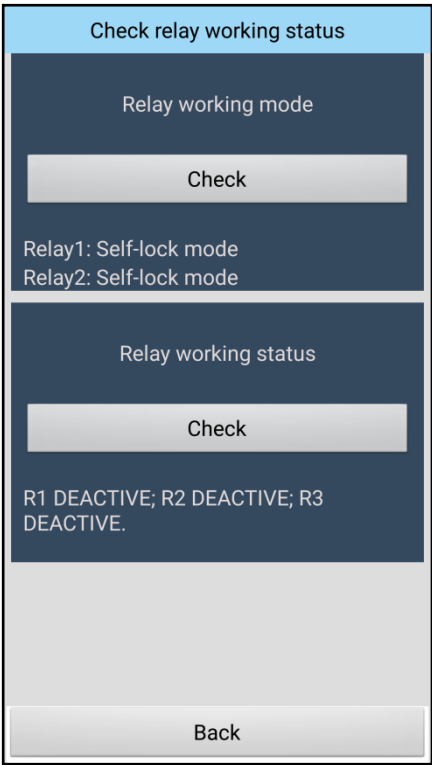 Check relay working status
Relay working mode
Check
Relay1: Self-lock mode
Relay2: Self-lock mode
Relay working status
Check
R1 DEACTIVE; R2 DEACTIVE; R3
DEACTIVE.
Back